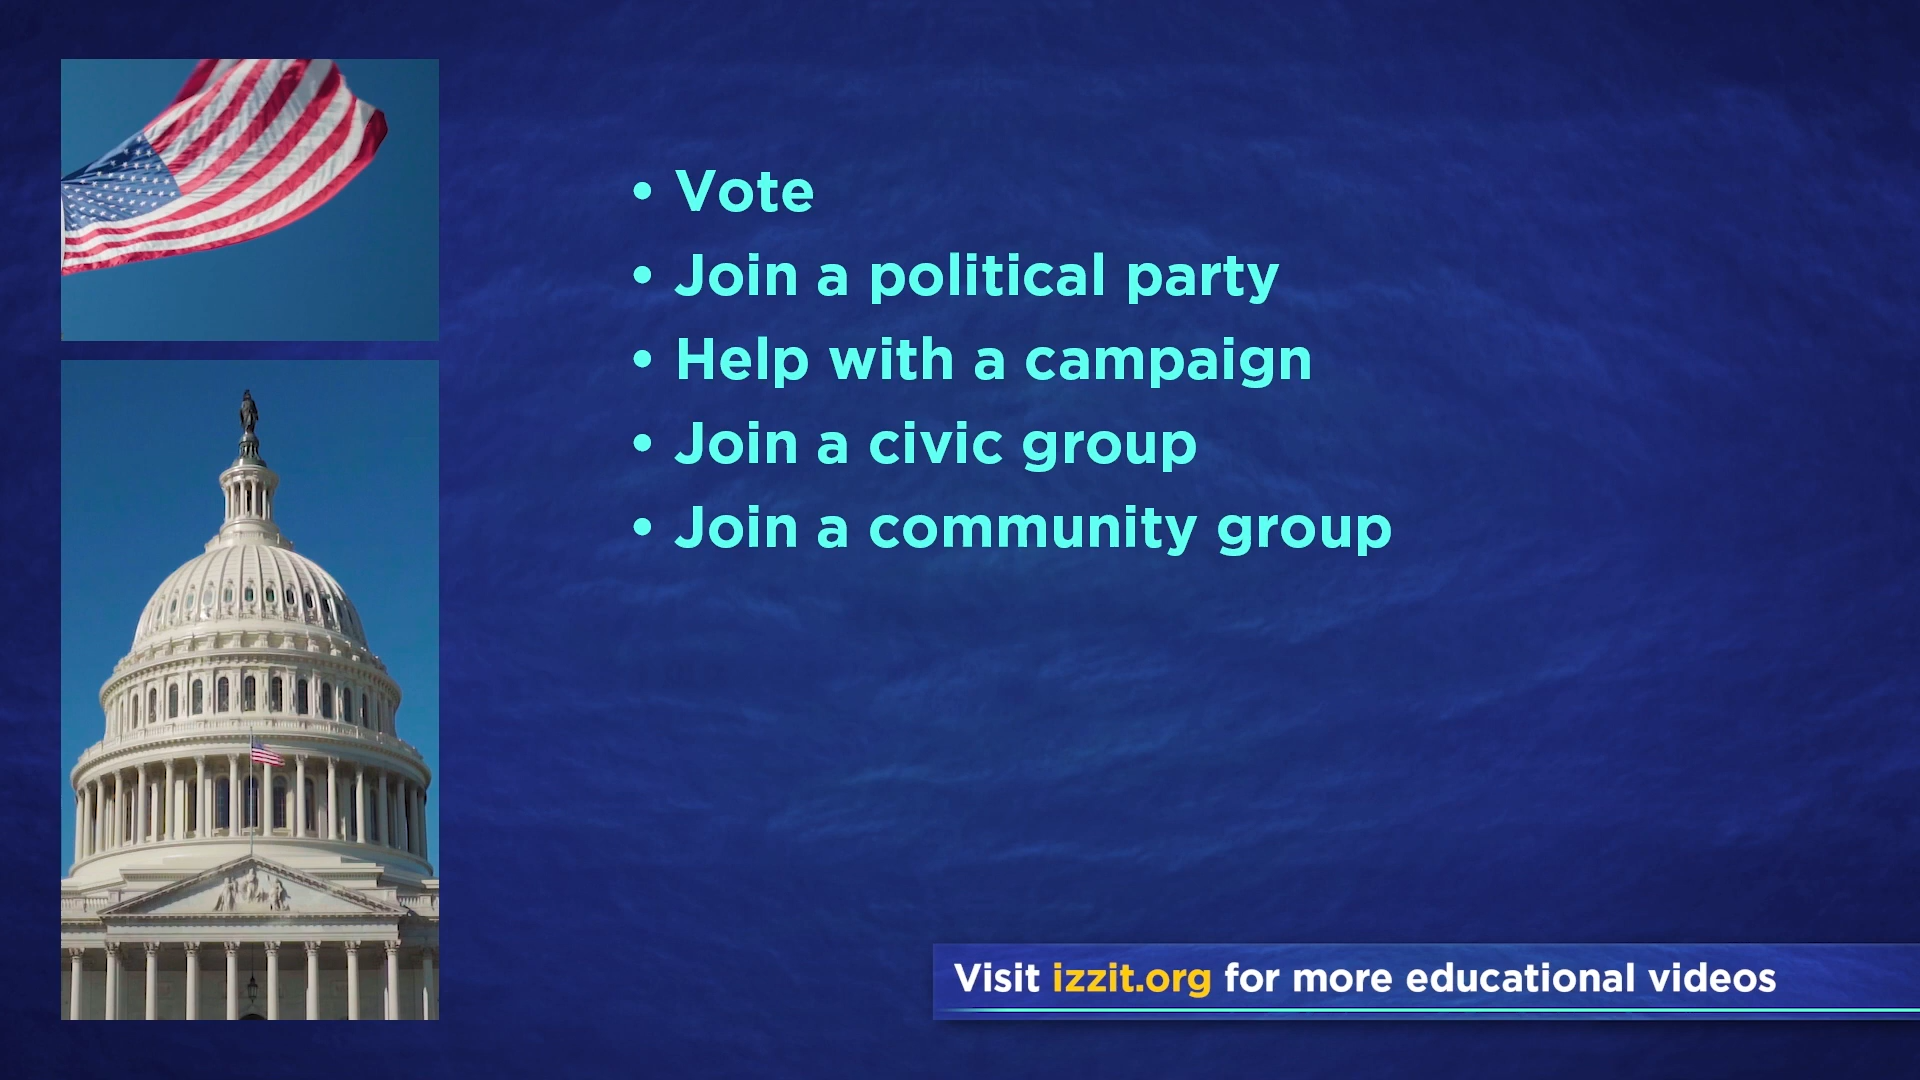 • Vote
• Join a political party
• Help with a campaign
• Join a civic group
• Join a community group
Visit izzit.org for more educational videos